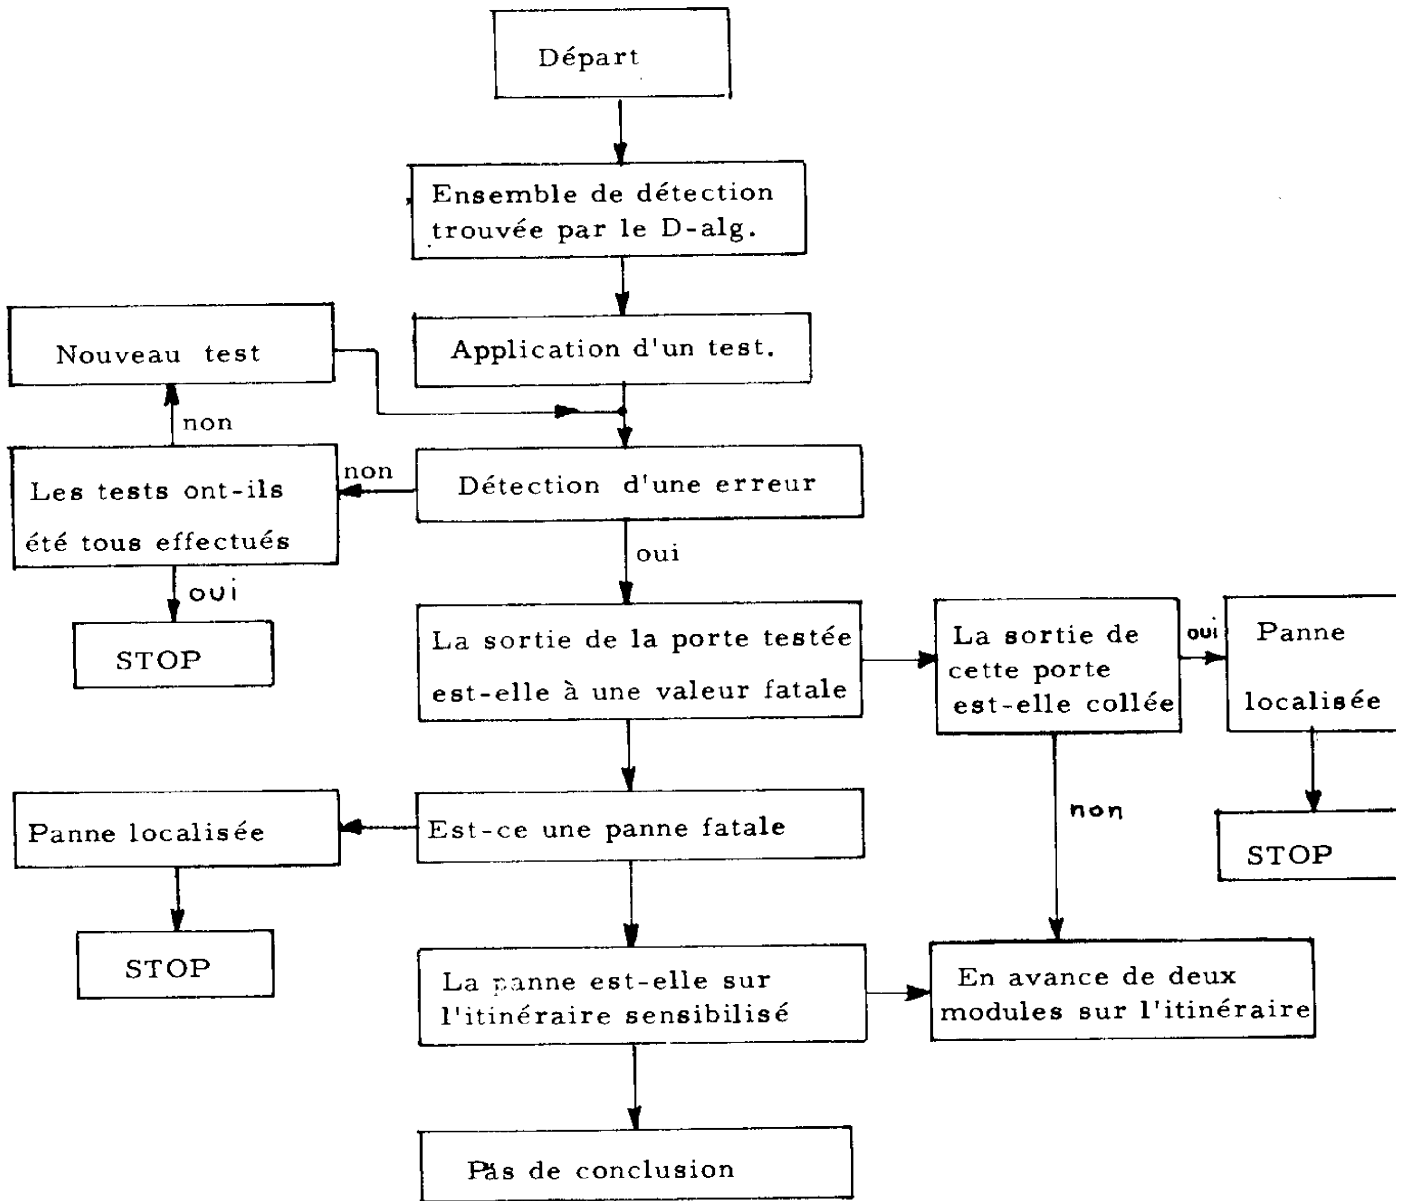 Départ
Ensemble de détection
trouvée par le D-alg.
Nouveau test
Application d'un test.
non
Les tests ont-ils
été tous effectués
non
Détection d'une erreur
oui
STOP
oui
La sortie de la porte testée
est-elle à une valeur fatale
La sortie de
cette porte
est-elle collée
oui
Panne
localisée
non
STOP
Panne localisée
Est-ce une panne fatale
STOP
La panne est-elle sur
l'itinéraire sensibilisé
En avance de deux
modules sur l'itinéraire
Pas de conclusion